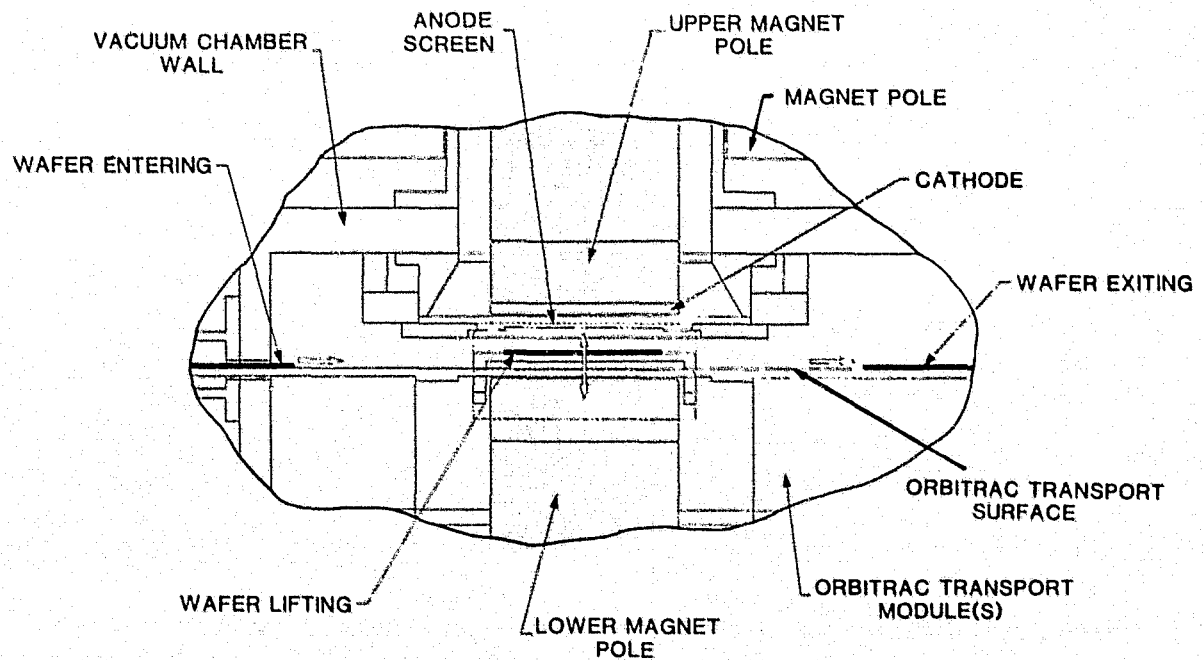 ANODE
SCREEN
UPPER MAGNET
POLE
VACUUM CHAMBER
WALL
MAGNET POLE
WAFER ENTERING
CATHODE
WAFER EXITING
ORBITRAC TRANSPORT
SURFACE
WAFER LIFTING
ORBITRAC TRANSPORT
MODULE(S)
LOWER MAGNET
POLE